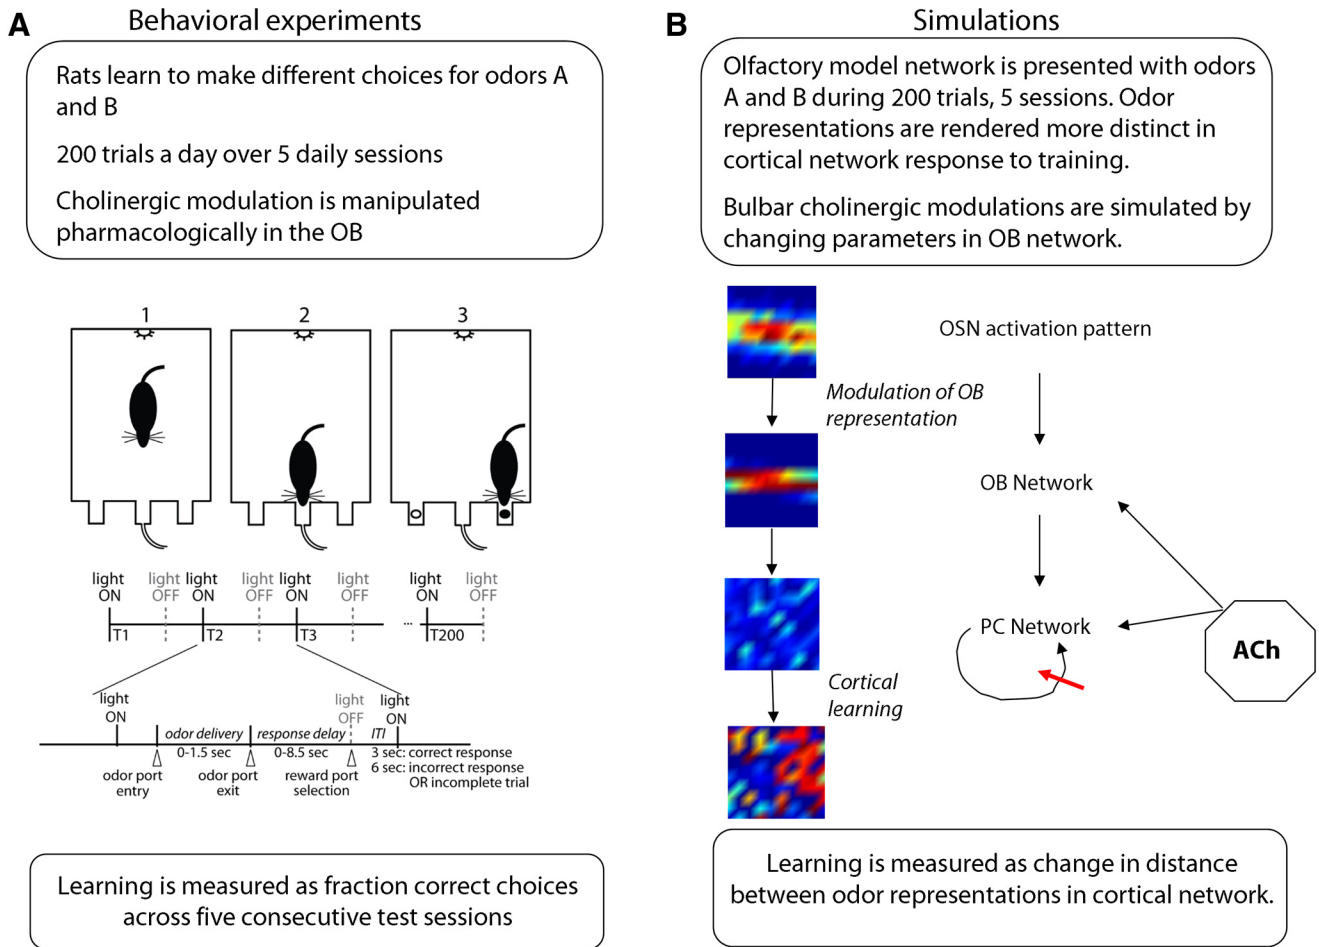 A
Behavioral experiments
Rats learn to make different choices for odors A
and B
200 trials a day over 5 daily sessions
Cholinergic modulation is manipulated
pharmacologically in the OB
1
2
3
light
ON
light
OFF
light
ON
light
OFF
light
ON
light
OFF
light
ON
light
OFF
T1
T2
T3
...
T200
light
ON
light
OFF
light
ON
odor delivery
response delay
ITI
0-1.5 sec
0-8.5 sec
3 sec: correct response
6 sec: incorrect response
OR incomplete trial
odor port
entry
odor port
exit
reward port
selection
Learning is measured as fraction correct choices
across five consecutive test sessions
B
Simulations
Olfactory model network is presented with odors
A and B during 200 trials, 5 sessions. Odor
representations are rendered more distinct in
cortical network response to training.
Bulbar cholinergic modulations are simulated by
changing parameters in OB network.
OSN activation pattern
Modulation of OB
representation
OB Network
PC Network
ACh
Cortical
learning
Learning is measured as change in distance
between odor representations in cortical network.